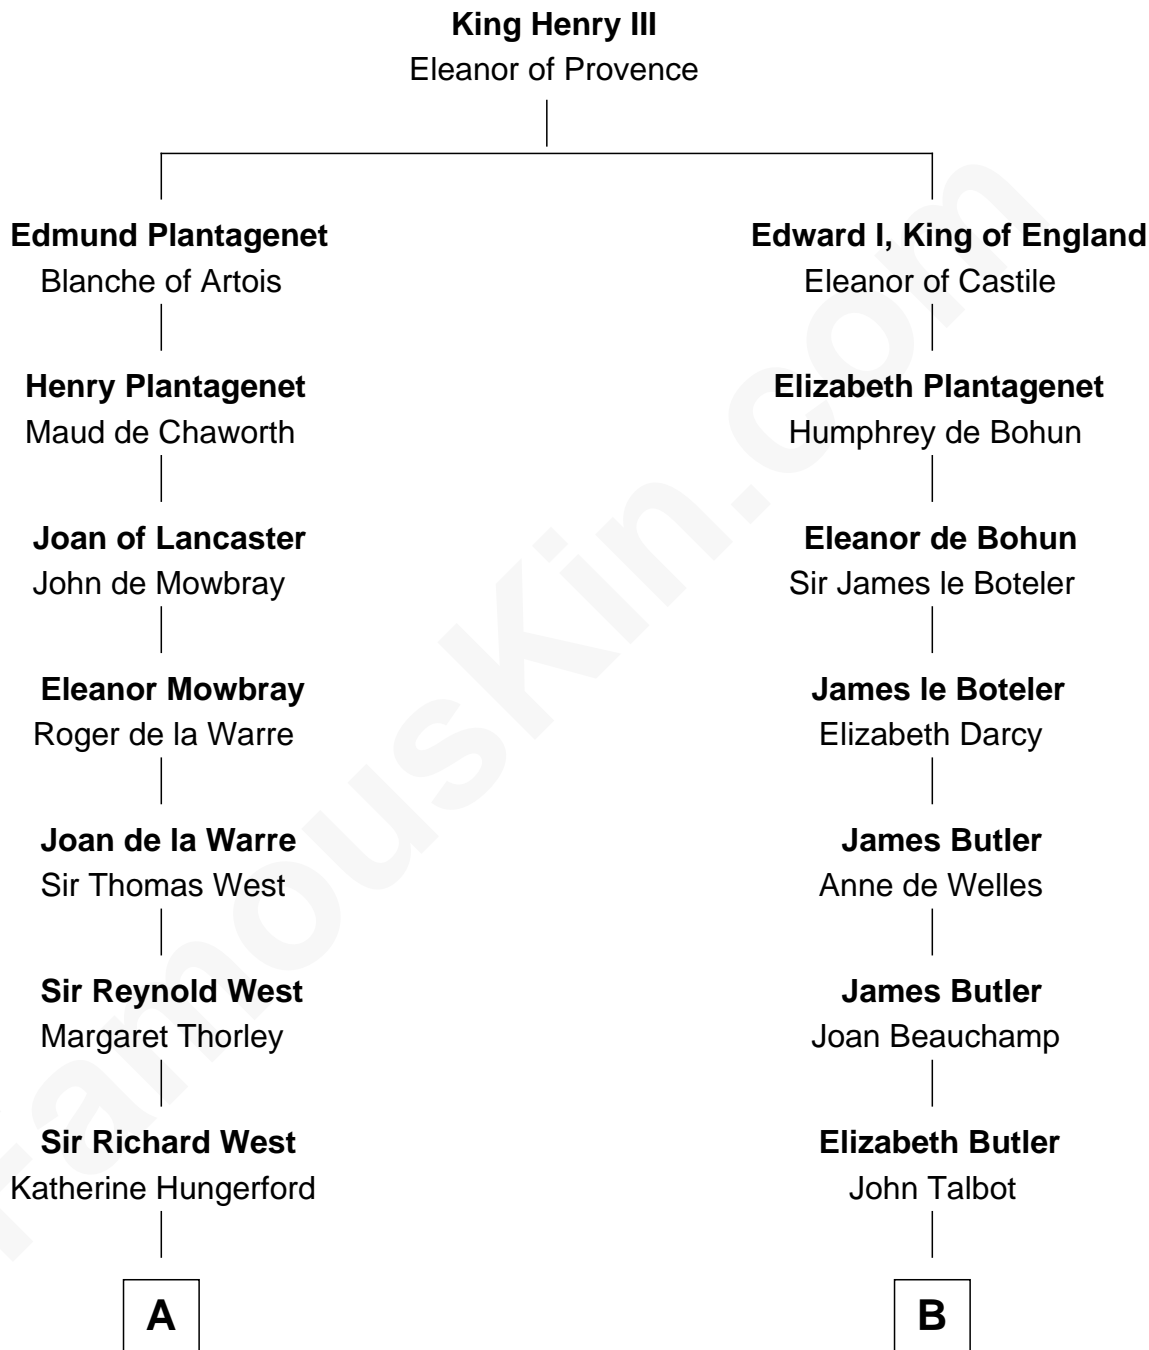 King Henry III
Eleanor of Provence
Edmund Plantagenet
Blanche of Artois
Henry Plantagenet
Maud de Chaworth
Joan of Lancaster
John de Mowbray
Eleanor Mowbray
Roger de la Warre
Joan de la Warre
Sir Thomas West
Sir Reynold West
Margaret Thorley
Sir Richard West
Katherine Hungerford
A
Edward I, King of England
Eleanor of Castile
Elizabeth Plantagenet
Humphrey de Bohun
Eleanor de Bohun
Sir James le Boteler
James le Boteler
Elizabeth Darcy
James Butler
Anne de Welles
James Butler
Joan Beauchamp
Elizabeth Butler
John Talbot
B
FamousKin.com